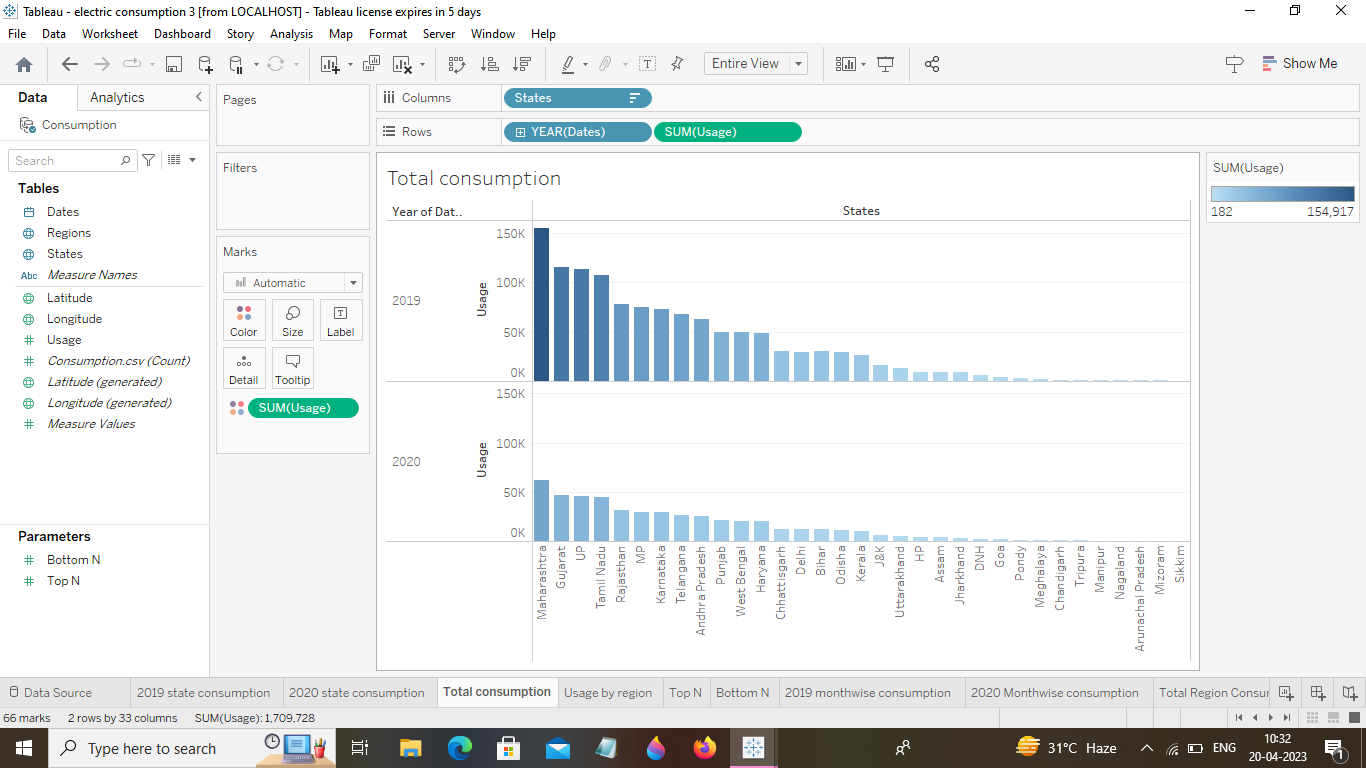 Tableau - electric consumption 3 [from LOCALHOST] - Tableau license expires in 5 days
File Data Worksheet Dashboard Story Analysis Map Format Server Window Help
Entire View
Show Me
Data Analytics
Consumption
Search
Tables
Dates
Regions
States
Abc Measure Names
Latitude
Longitude
Usage
Consumption.csv (Count)
Latitude (generated)
Longitude (generated)
Measure Values
Parameters
Bottom N
Top N
Pages
Filters
Marks
Automatic
Color Size Label
Detail Tooltip
SUM(Usage)
Columns States
Rows YEAR(Dates) SUM(Usage)
Total consumption
Year of Dat..
States
2019
Usage
150K
100K
50K
0K
2020
Usage
150K
100K
50K
0K
Maharashtra
Gujarat
UP
Tamil Nadu
Rajasthan
MP
Karnataka
Telangana
Andhra Pradesh
Punjab
West Bengal
Haryana
Chhattisgarh
Delhi
Bihar
Odisha
Kerala
J&K
Uttarakhand
HP
Assam
Jharkhand
DNH
Goa
Pondy
Meghalaya
Chandigarh
Tripura
Manipur
Nagaland
Arunachal Pradesh
Mizoram
Sikkim
SUM(Usage)
182 154,917
Data Source 2019 state consumption 2020 state consumption Total consumption Usage by region Top N Bottom N 2019 monthwise consumption 2020 Monthwise consumption Total Region Consur
66 marks 2 rows by 33 columns SUM(Usage): 1,709,728
Type here to search
31°C Haze
ENG
10:32
20-04-2023
1